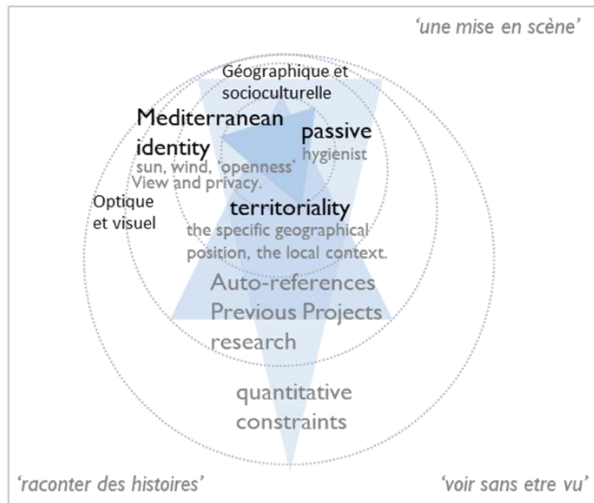 ‘une mise en scène’
Géographique et
socioculturelle
Mediterranean
identity
passive
hygienist
sun, wind, ‘openness’
View and privacy.
Optique
et visuel
territoriality
the specific geographical
position, the local context.
Auto-references
Previous Projects
research
quantitative
constraints
‘raconter des histoires’
‘voir sans etre vu’